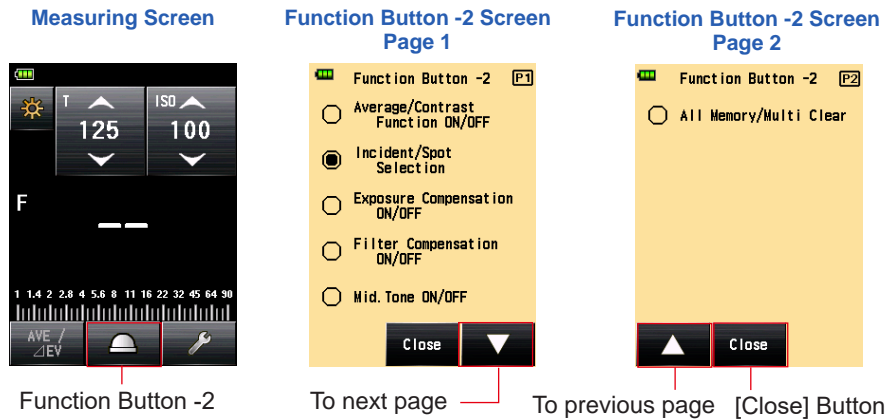 Measuring Screen
Function Button -2 Screen
Page 1
Function Button -2 Screen
Page 2
T
125
ISO
100
F
--
1 1.4 2 2.8 4 5.6 8 11 16 22 32 45 64 90
AVE /
⊿EV
Function Button -2
Function Button -2 P1
Average/Contrast
Function ON/OFF
Incident/Spot
Selection
Exposure Compensation
ON/OFF
Filter Compensation
ON/OFF
Mid. Tone ON/OFF
Close
To next page
Function Button -2 P2
All Memory/Multi Clear
Close
To previous page
[Close] Button